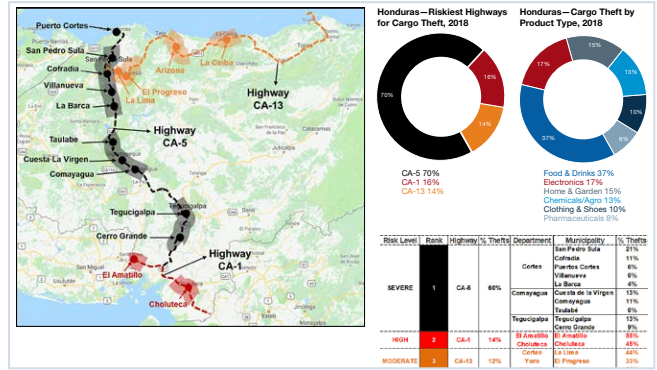 Puerto Cortes
San Pedro Sula
Cofradia
Villanueva
La Barca
Taulabe
Cuesta La Virgen
Comayagua
Tegucigalpa
Cerro Grande
Arizona
La Ceiba
El Progreso
La Lima
Highway
CA-13
Highway
CA-5
Tegucigalpa
Highway
CA-1
El Amatillo
Choluteca
Honduras—Riskiest Highways
for Cargo Theft, 2018
70%
16%
14%
CA-5 70%
CA-1 16%
CA-13 14%
Honduras—Cargo Theft by
Product Type, 2018
15%
17%
13%
10%
8%
37%
Food & Drinks 37%
Electronics 17%
Home & Garden 15%
Chemicals/Agro 13%
Clothing & Shoes 10%
Pharmaceuticals 8%
Risk Level Rank Highway % Thefts Department Municipality % Thefts
SEVERE 1 CA-5 60%
Cortes
San Pedro Sula 21%
Cofradia 11%
Puertos Cortes 6%
Villanueva 6%
La Barca 4%
Comayagua
Cuesta de la Virgen 13%
Comayagua 11%
Taulabé 6%
Tegucigalpa
Tegucigalpa 13%
Cerro Grande 9%
HIGH 2 CA-1 14%
El Amatillo El Amatillo 55%
Choluteca Choluteca 45%
MODERATE 3 CA-13 12%
Cortes La Lima 44%
Yoro El Progreso 33%